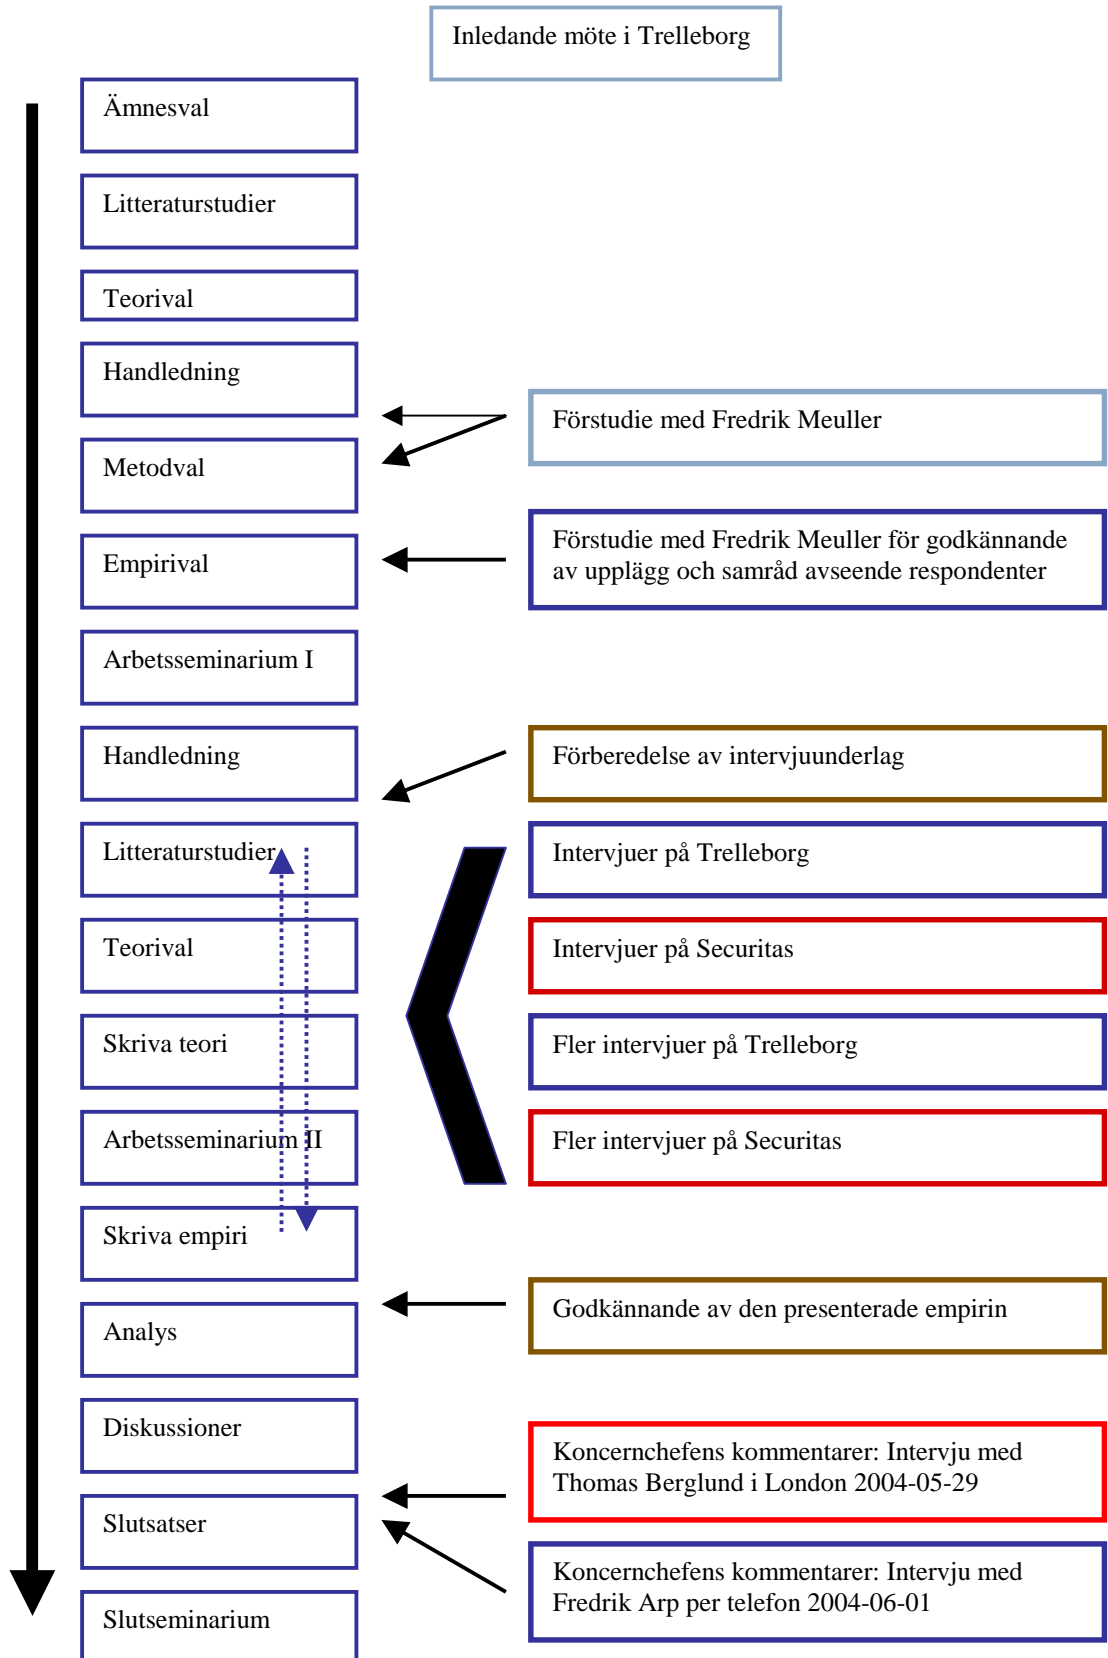 Inledande möte i Trelleborg
Ämnesval
Litteraturstudier
Teorival
Handledning
Förstudie med Fredrik Meuller
Metodval
Empirival
Förstudie med Fredrik Meuller för godkännande
av upplägg och samråd avseende respondenter
Arbetsseminarium I
Handledning
Förberedelse av intervjuunderlag
Litteraturstudier
Intervjuer på Trelleborg
Teorival
Intervjuer på Securitas
Skriva teori
Fler intervjuer på Trelleborg
Arbetsseminarium II
Fler intervjuer på Securitas
Skriva empiri
Godkännande av den presenterade empirin
Analys
Diskussioner
Koncernchefens kommentarer: Intervju med
Thomas Berglund i London 2004-05-29
Slutsatser
Koncernchefens kommentarer: Intervju med
Fredrik Arp per telefon 2004-06-01
Slutseminarium